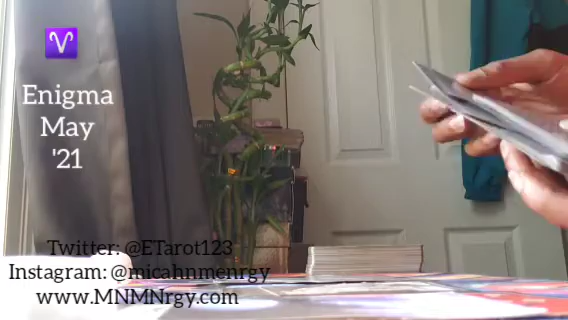 ♈
Enigma
May
'21
Twitter: @ETarot123
Instagram: @micahnmenrgy
www.MNMNrgy.com